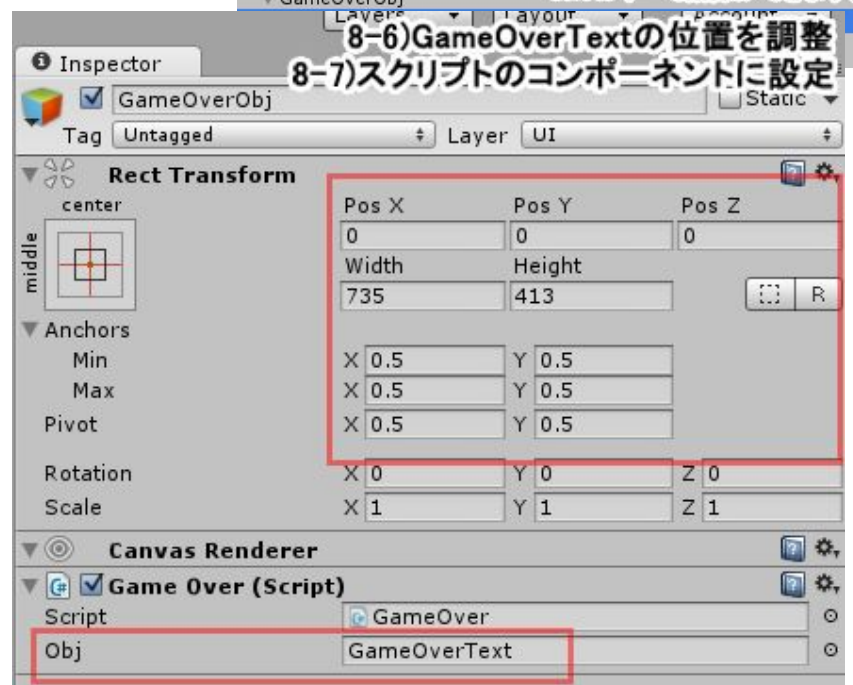 GameOverObj
Layers Layout Account
8-6)GameOverTextの位置を調整
Inspector
8-7)スクリプトのコンポーネントに設定
GameOverObj Static
Tag Untagged Layer UI
Rect Transform
center
middle
Pos X Pos Y Pos Z
0 0 0
Width Height
735 413 R
Anchors
Min X 0.5 Y 0.5
Max X 0.5 Y 0.5
Pivot X 0.5 Y 0.5
Rotation X 0 Y 0 Z 0
Scale X 1 Y 1 Z 1
Canvas Renderer
Game Over (Script)
Script GameOver
Obj GameOverText